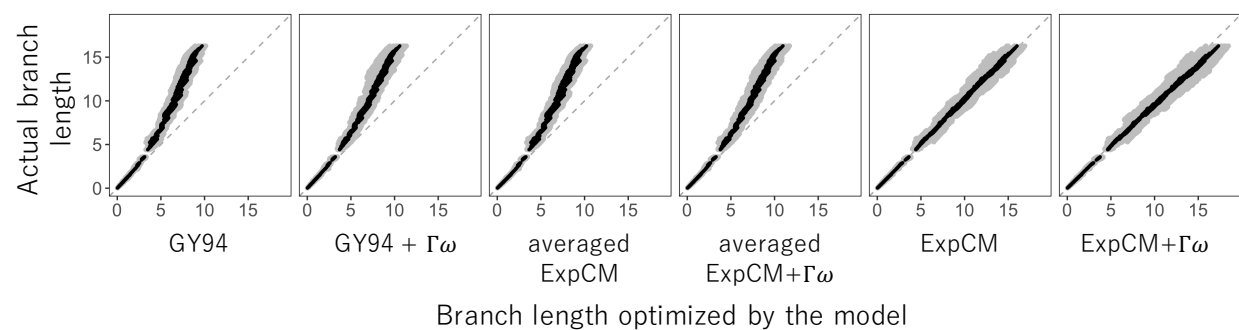 Actual branch
length
15
10
5
0
0 5 10 15
0 5 10 15
0 5 10 15
0 5 10 15
0 5 10 15
0 5 10 15
GY94
GY94 + Γω
averaged
ExpCM
averaged
ExpCM+Γω
ExpCM
ExpCM+Γω
Branch length optimized by the model